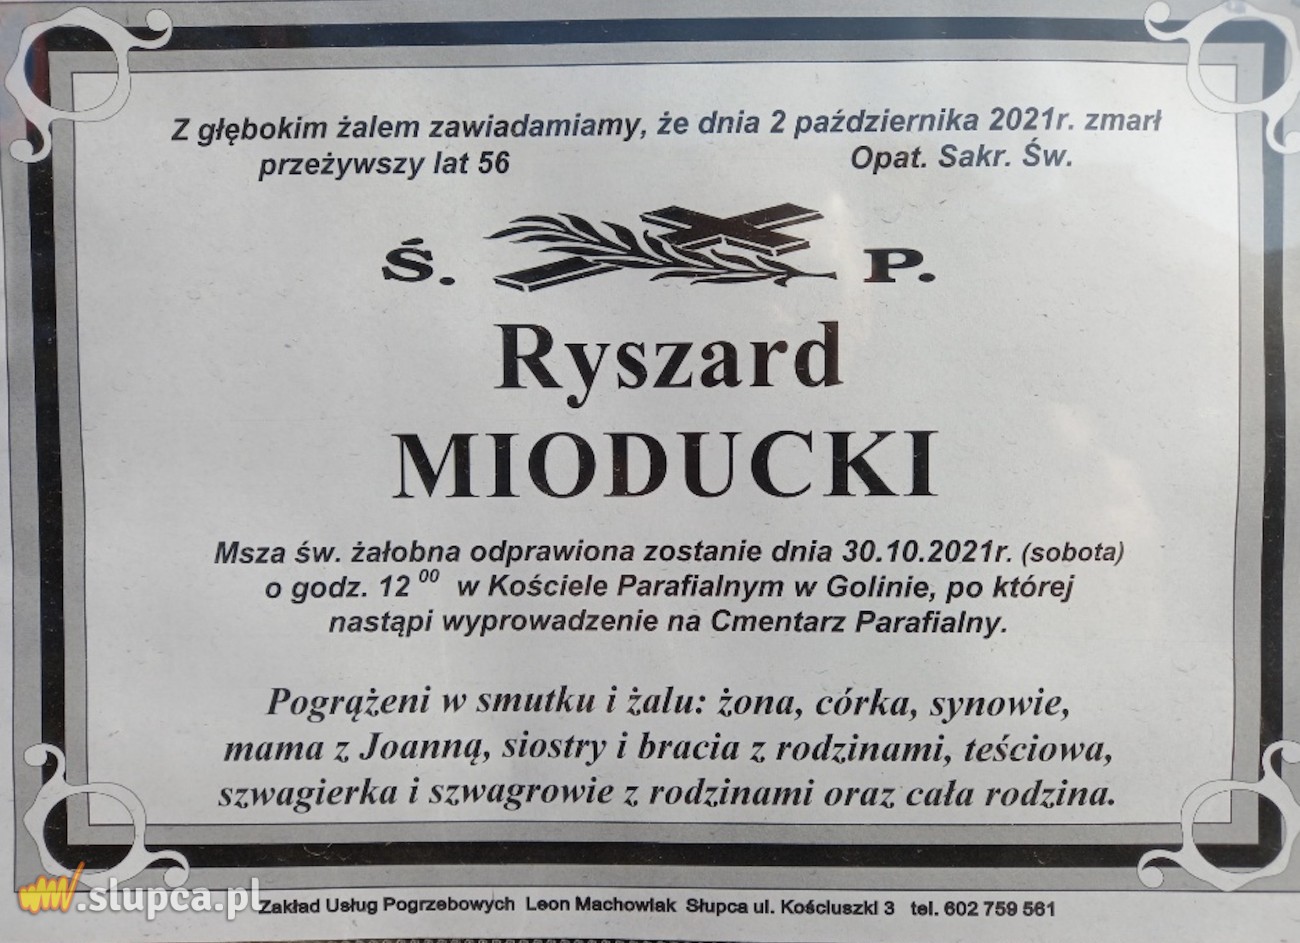 Z głębokim żalem zawiadamiamy, że dnia 2 października 2021r. zmarł
przeżywszy lat 56 Opat. Sakr. Św.
Ś. P.
Ryszard
MIODUCKI
Msza św. żałobna odprawiona zostanie dnia 30.10.2021r. (sobota)
o godz. 12 00 w Kościele Parafialnym w Golinie, po której
nastąpi wyprowadzenie na Cmentarz Parafialny.
Pogrążeni w smutku i żalu: żona, córka, synowie,
mama z Joanną, siostry i bracia z rodzinami, teściowa,
szwagierka i szwagrowie z rodzinami oraz cała rodzina.
.slupca.pl
Zakład Usług Pogrzebowych Leon Machowiak Słupca ul. Kościuszki 3 tel. 602 759 561